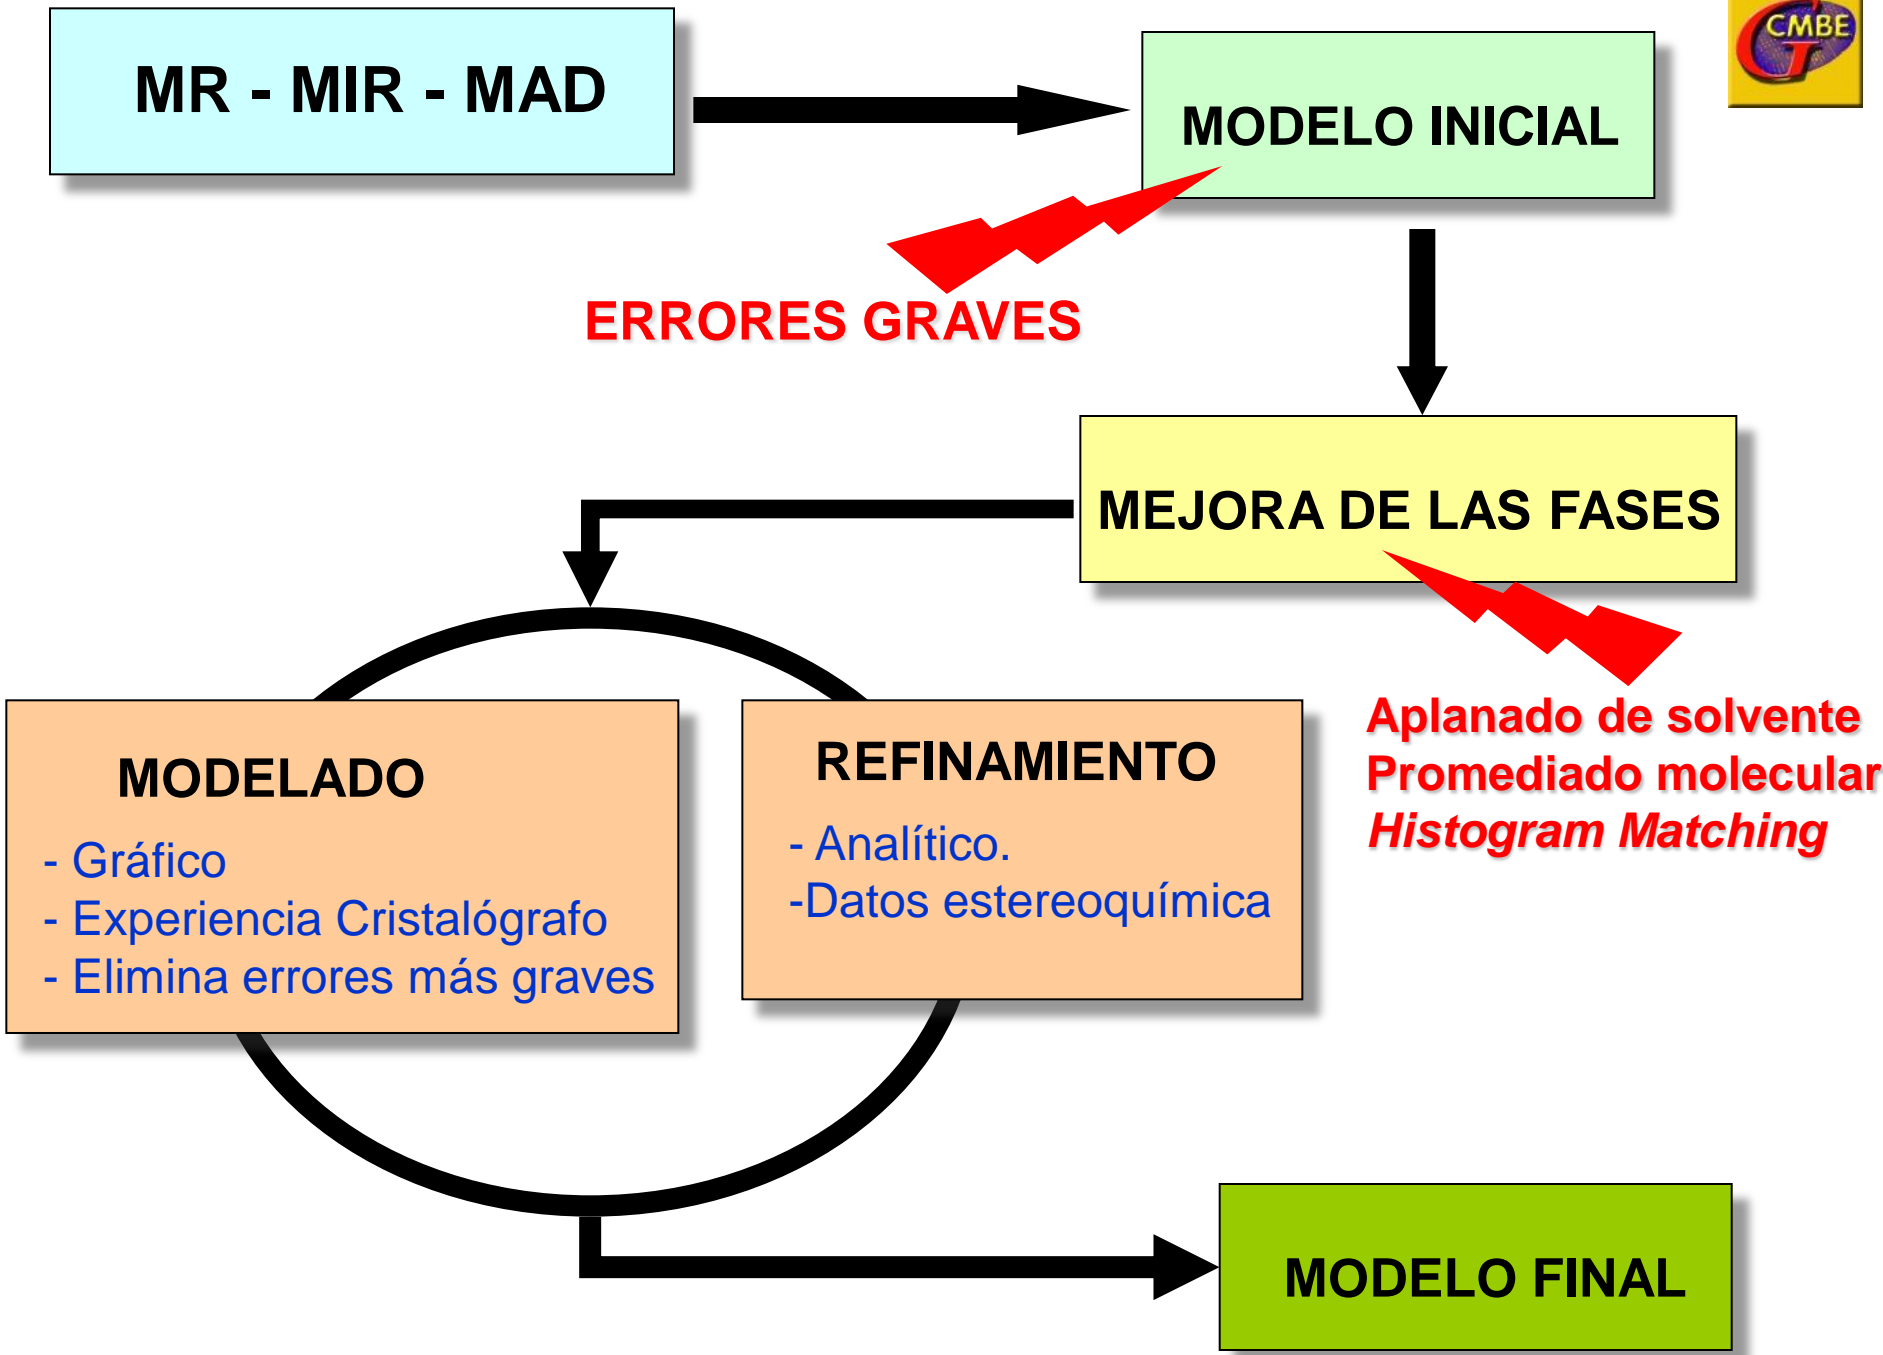 MR - MIR - MAD
CMBE
G
MODELO INICIAL
ERRORES GRAVES
MEJORA DE LAS FASES
Aplanado de solvente
Promediado molecular
Histogram Matching
MODELADO
- Gráfico
- Experiencia Cristalógrafo
- Elimina errores más graves
REFINAMIENTO
- Analítico.
-Datos estereoquímica
MODELO FINAL